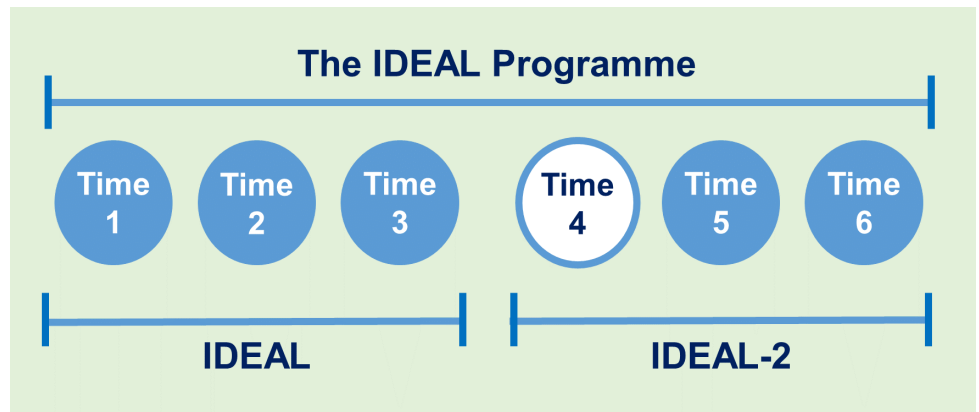 The IDEAL Programme
Time
1
Time
2
Time
3
Time
4
Time
5
Time
6
IDEAL
IDEAL-2